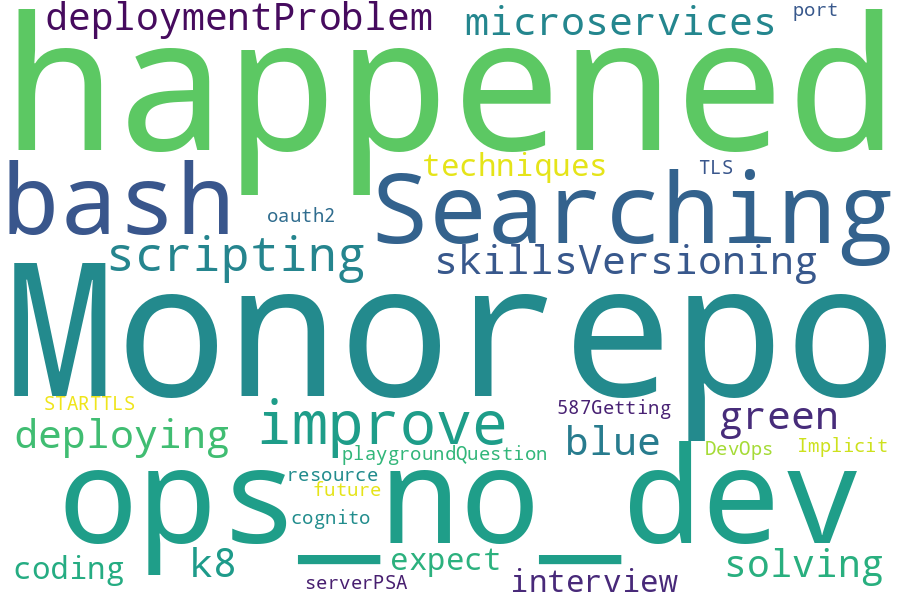 deploymentProblem
microservices
port
happened
bash
techniques
TLS
Searching
oauth2
scripting
skillsVersioning
Monorepo
STARTTLS
deploying
improve
587Getting
green
blue
playgroundQuestion
DevOps
Implicit
ops_no_dev
resource
future
cognito
coding
k8
expect
solving
serverPSA
interview